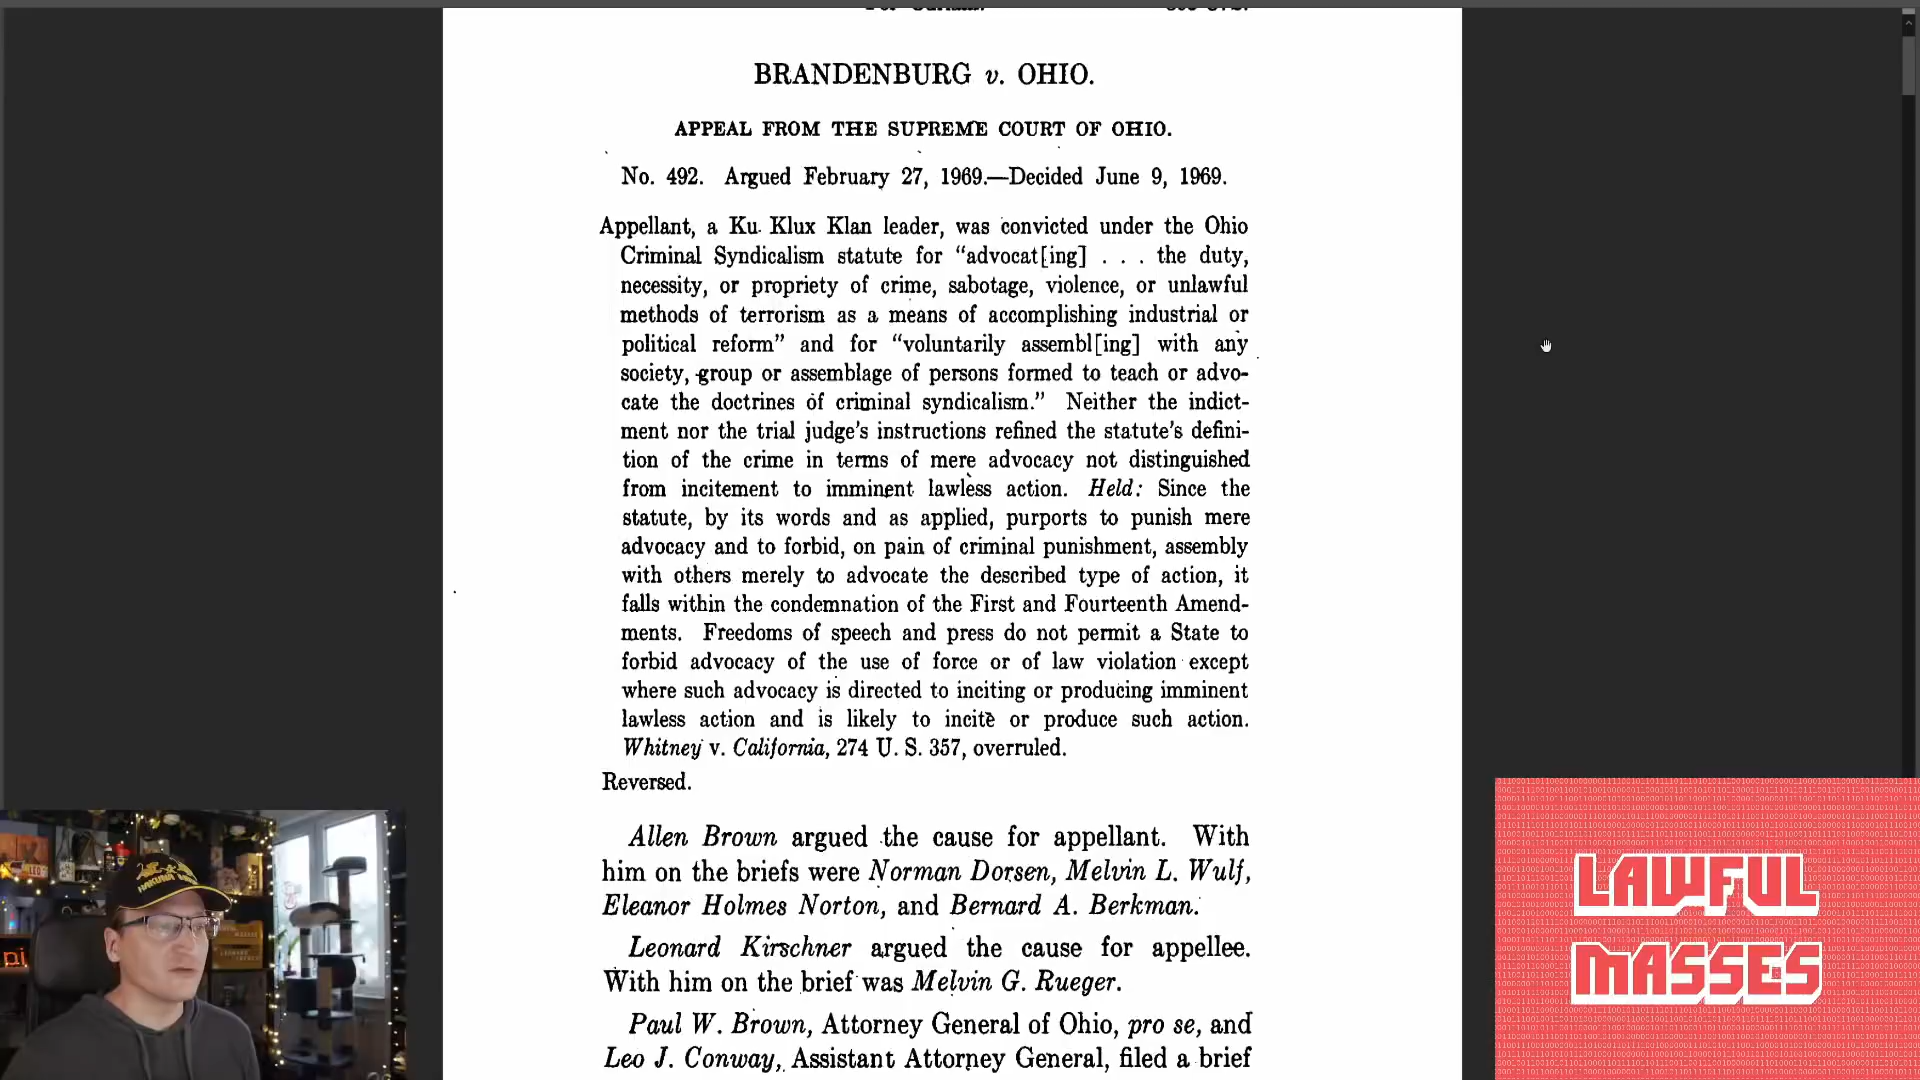 BRANDENBURG v. OHIO.
APPEAL FROM THE SUPREME COURT OF OHIO.
No. 492. Argued February 27, 1969.—Decided June 9, 1969.
Appellant, a Ku Klux Klan leader, was convicted under the Ohio
Criminal Syndicalism statute for “advocat[ing] . . . the duty,
necessity, or propriety of crime, sabotage, violence, or unlawful
methods of terrorism as a means of accomplishing industrial or
political reform” and for “voluntarily assembl[ing] with any
society, group or assemblage of persons formed to teach or advo-
cate the doctrines of criminal syndicalism.” Neither the indict-
ment nor the trial judge’s instructions refined the statute’s defini-
tion of the crime in terms of mere advocacy not distinguished
from incitement to imminent lawless action. Held: Since the
statute, by its words and as applied, purports to punish mere
advocacy and to forbid, on pain of criminal punishment, assembly
with others merely to advocate the described type of action, it
falls within the condemnation of the First and Fourteenth Amend-
ments. Freedoms of speech and press do not permit a State to
forbid advocacy of the use of force or of law violation except
where such advocacy is directed to inciting or producing imminent
lawless action and is likely to incite or produce such action.
Whitney v. California, 274 U. S. 357, overruled.
Reversed.
Allen Brown argued the cause for appellant. With
him on the briefs were Norman Dorsen, Melvin L. Wulf,
Eleanor Holmes Norton, and Bernard A. Berkman.
Leonard Kirschner argued the cause for appellee.
With him on the brief was Melvin G. Rueger.
Paul W. Brown, Attorney General of Ohio, pro se, and
Leo J. Conway, Assistant Attorney General, filed a brief
HAKUNA
LAWFUL
MASSES